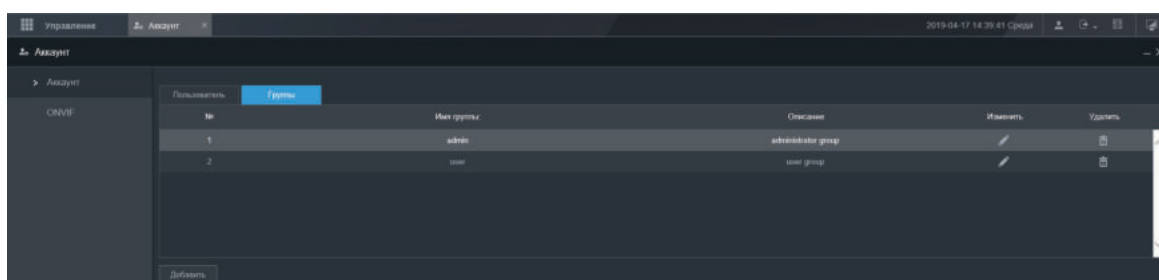 Управление Аккаунт × 2019-04-17 14:39:41 Среда
Аккаунт
Аккаунт
ONVIF
Пользователь Группы
№ Имя группы: Описание Изменить Удалить
1 admin administrator group
2 user user group
Добавить